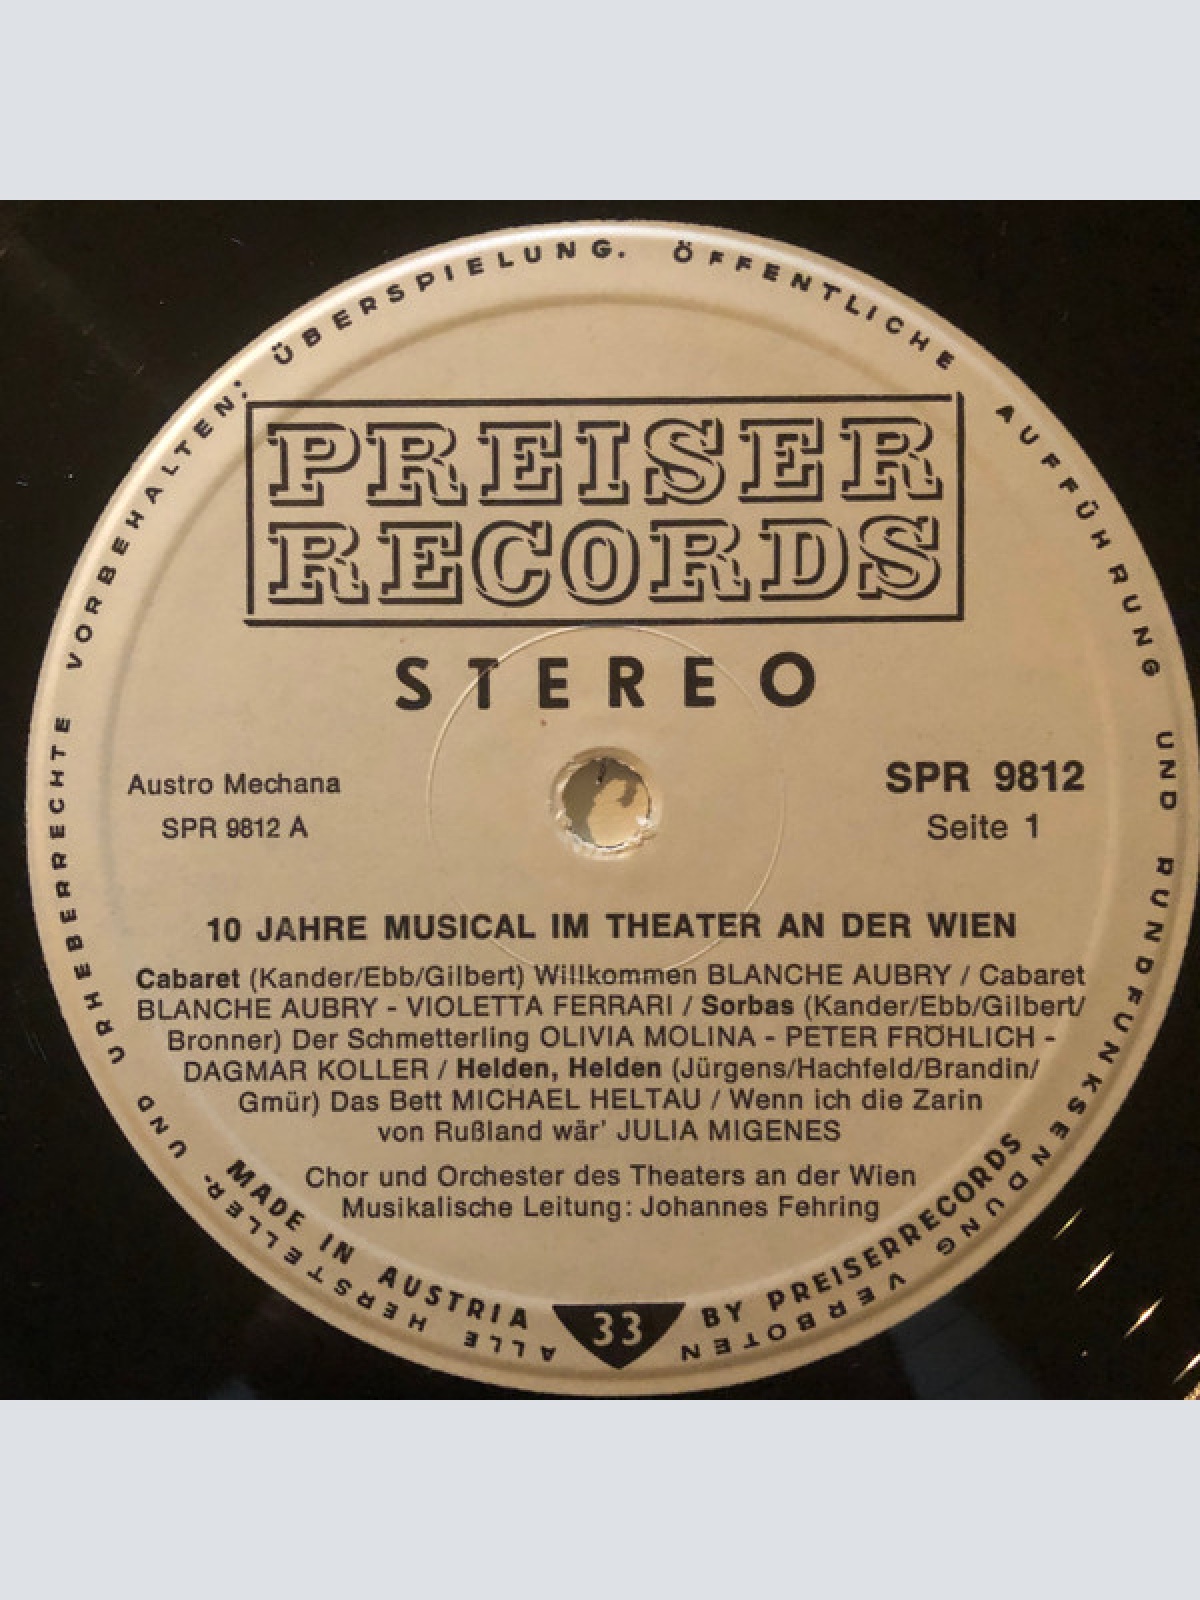 ALLE HERSTELLER- UND URHEBERRECHTE VORBEHALTEN: ÜBERSPIELUNG. ÖFFENTLICHE AUFFÜHRUNG UND RUNDFUNKSENDUNG VERBOTEN
PREISER
RECORDS
STEREO
Austro Mechana
SPR 9812 A
SPR 9812
Seite 1
10 JAHRE MUSICAL IM THEATER AN DER WIEN
Cabaret (Kander/Ebb/Gilbert) Willkommen BLANCHE AUBRY / Cabaret
BLANCHE AUBRY - VIOLETTA FERRARI / Sorbas (Kander/Ebb/Gilbert/
Bronner) Der Schmetterling OLIVIA MOLINA - PETER FRÖHLICH -
DAGMAR KOLLER / Helden, Helden (Jürgens/Hachfeld/Brandin/
Gmür) Das Bett MICHAEL HELTAU / Wenn ich die Zarin
von Rußland wär' JULIA MIGENES
Chor und Orchester des Theaters an der Wien
Musikalische Leitung: Johannes Fehring
MADE IN AUSTRIA 33 BY PREISERRECORDS